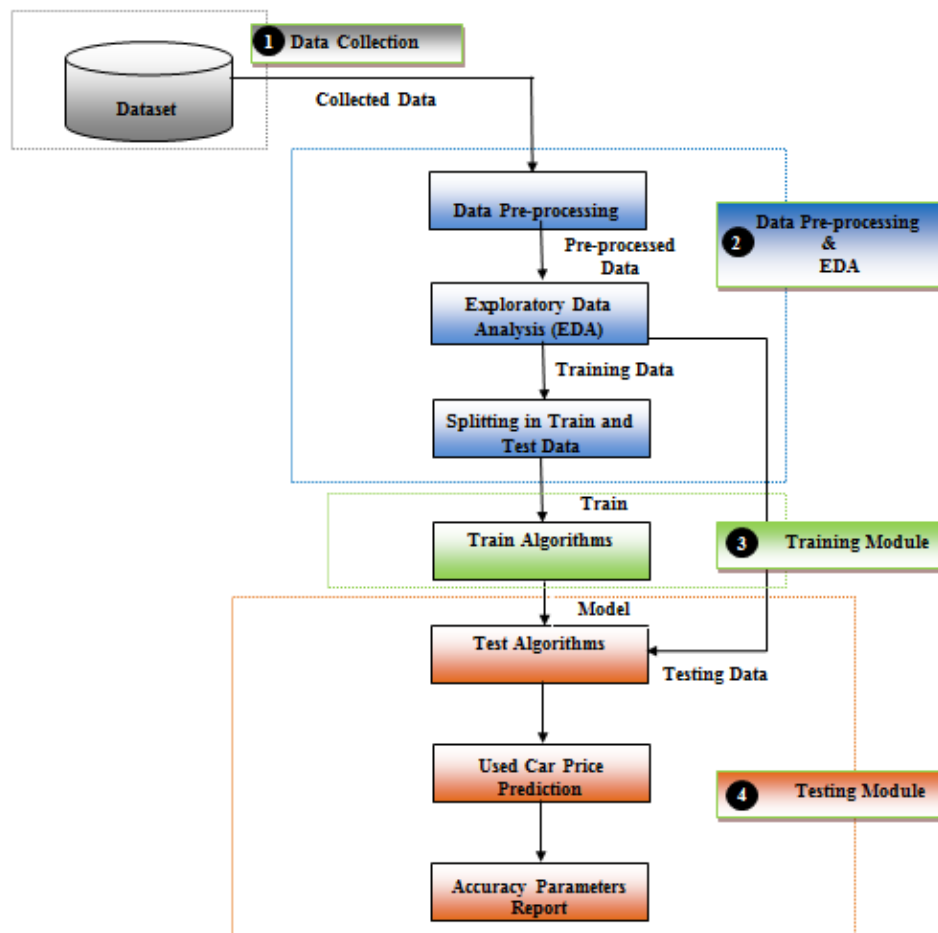 1 Data Collection
Dataset
Collected Data
Data Pre-processing
Data Pre-processing
&
EDA
2
Pre-processed
Data
Exploratory Data
Analysis (EDA)
Training Data
Splitting in Train and
Test Data
Train
Train Algorithms
3 Training Module
Model
Test Algorithms
Testing Data
Used Car Price
Prediction
4 Testing Module
Accuracy Parameters
Report